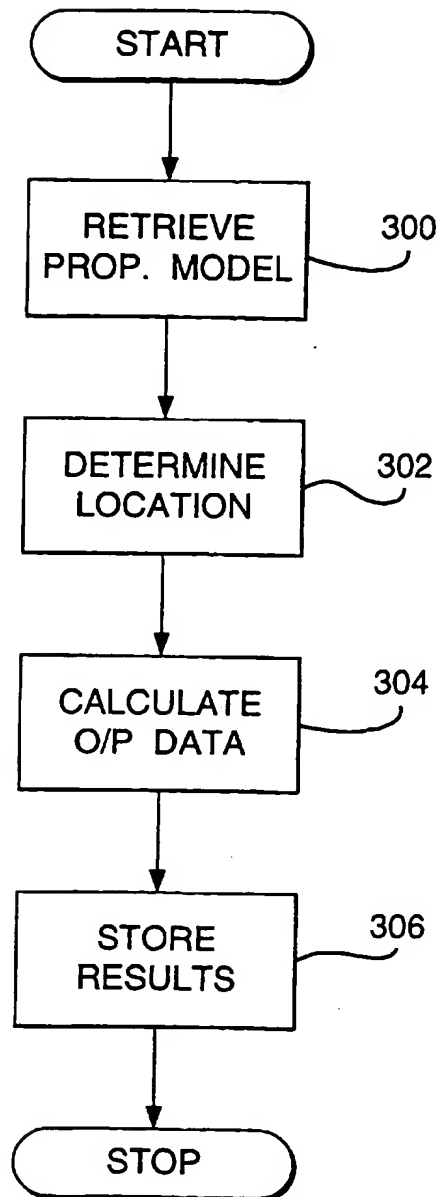 START
RETRIEVE
PROP. MODEL
300
DETERMINE
LOCATION
302
CALCULATE
O/P DATA
304
STORE
RESULTS
306
STOP